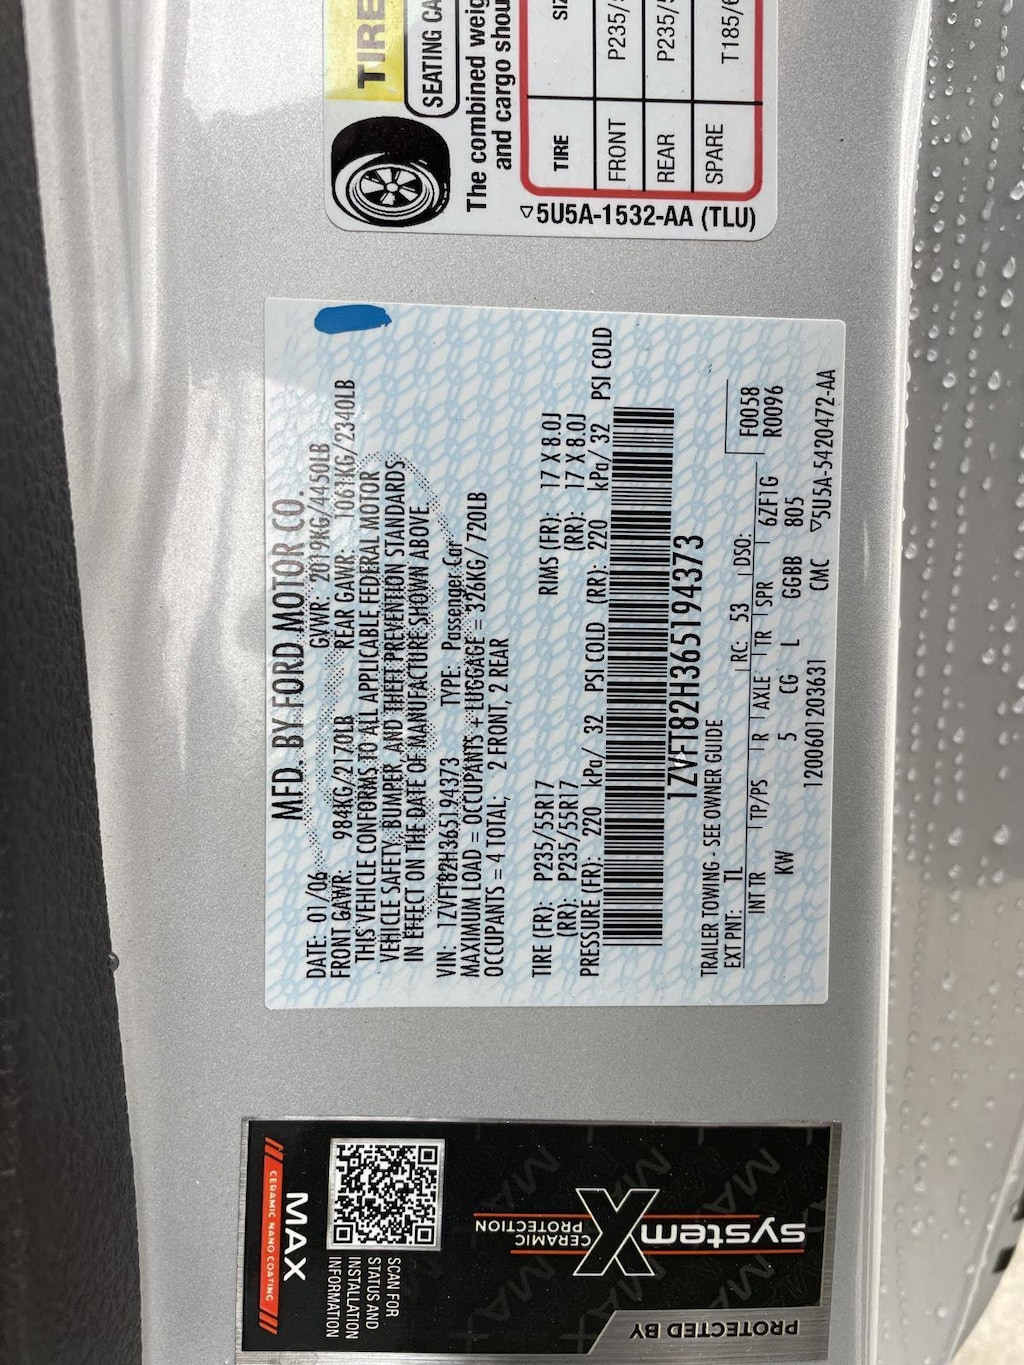 TIRE
SEATING CA
The combined weig
and cargo shou
TIRE SIZ
FRONT P235/5
REAR P235/5
SPARE T185/6
▽5U5A-1532-AA (TLU)
MFD. BY FORD MOTOR CO.
DATE: 01/06 GVWR: 2019KG/4450LB
FRONT GAWR: 984KG/2170LB REAR GAWR: 1061KG/2340LB
THIS VEHICLE CONFORMS TO ALL APPLICABLE FEDERAL MOTOR
VEHICLE SAFETY, BUMPER, AND THEFT PREVENTION STANDARDS
IN EFFECT ON THE DATE OF MANUFACTURE SHOWN ABOVE
VIN: 1ZVFT82H365194373 TYPE: Passenger Car
MAXIMUM LOAD = OCCUPANTS + LUGGAGE = 326KG/720LB
OCCUPANTS = 4 TOTAL; 2 FRONT, 2 REAR
TIRE (FR): P235/55R17 RIMS (FR): 17 X 8.0J
(RR): P235/55R17 (RR): 17 X 8.0J
PRESSURE (FR): 220 kPa/ 32 PSI COLD (RR): 220 kPa/ 32 PSI COLD
1ZVFT82H365194373
TRAILER TOWING - SEE OWNER GUIDE F0058
EXT PNT: TL RC: 53 DSO: R0096
INT TR TP/PS R AXLE TR SPR 6ZF1G
KW 5 CG L GGBB 805
1200601203631 CMC ▽5U5A-5420472-AA
CERAMIC NANO COATING
MAX
SCAN FOR
STATUS AND
INSTALLATION
INFORMATION
PROTECTED BY
systemX
CERAMIC
PROTECTION